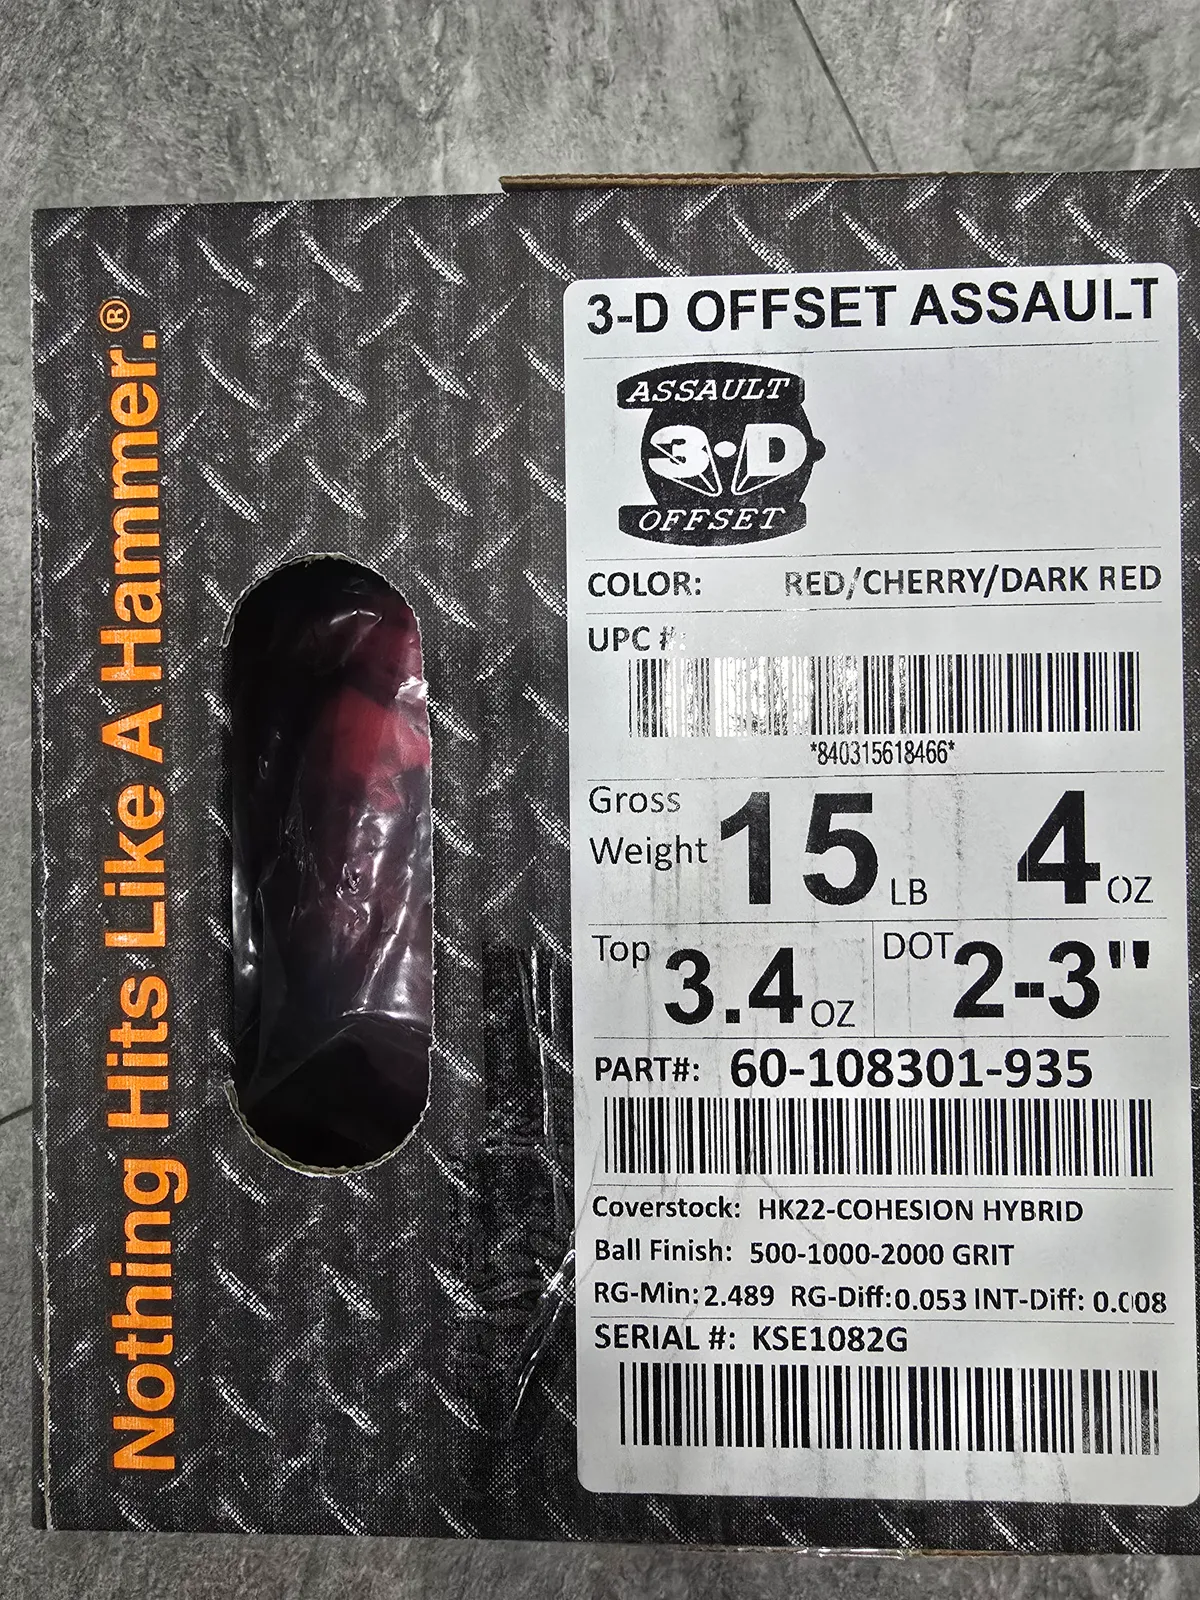 Nothing Hits Like A Hammer.®
3-D OFFSET ASSAULT
ASSAULT
3·D
OFFSET
COLOR: RED/CHERRY/DARK RED
UPC #:
*840315618466*
Gross Weight 15 LB 4 OZ
Top 3.4 OZ DOT 2-3"
PART#: 60-108301-935
Coverstock: HK22-COHESION HYBRID
Ball Finish: 500-1000-2000 GRIT
RG-Min: 2.489 RG-Diff: 0.053 INT-Diff: 0.008
SERIAL #: KSE1082G